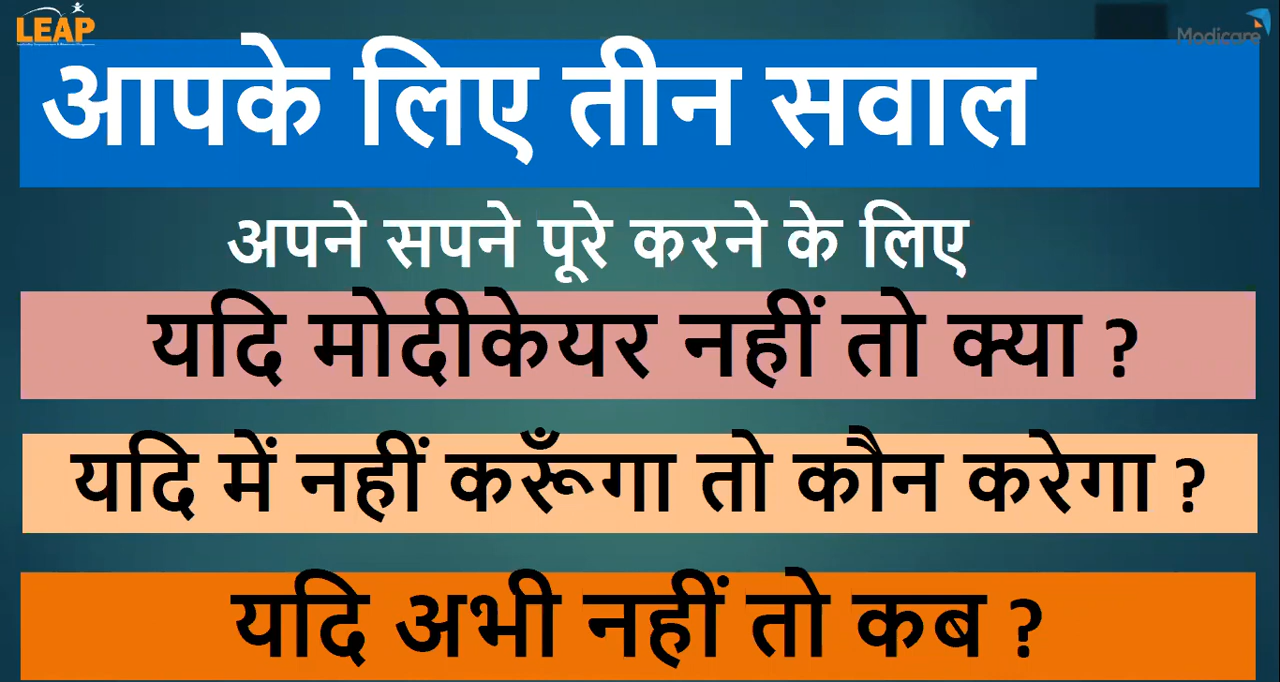 LEAP
Modicare
आपके लिए तीन सवाल
अपने सपने पूरे करने के लिए
यदि मोदीकेयर नहीं तो क्या ?
यदि में नहीं करूँगा तो कौन करेगा ?
यदि अभी नहीं तो कब ?